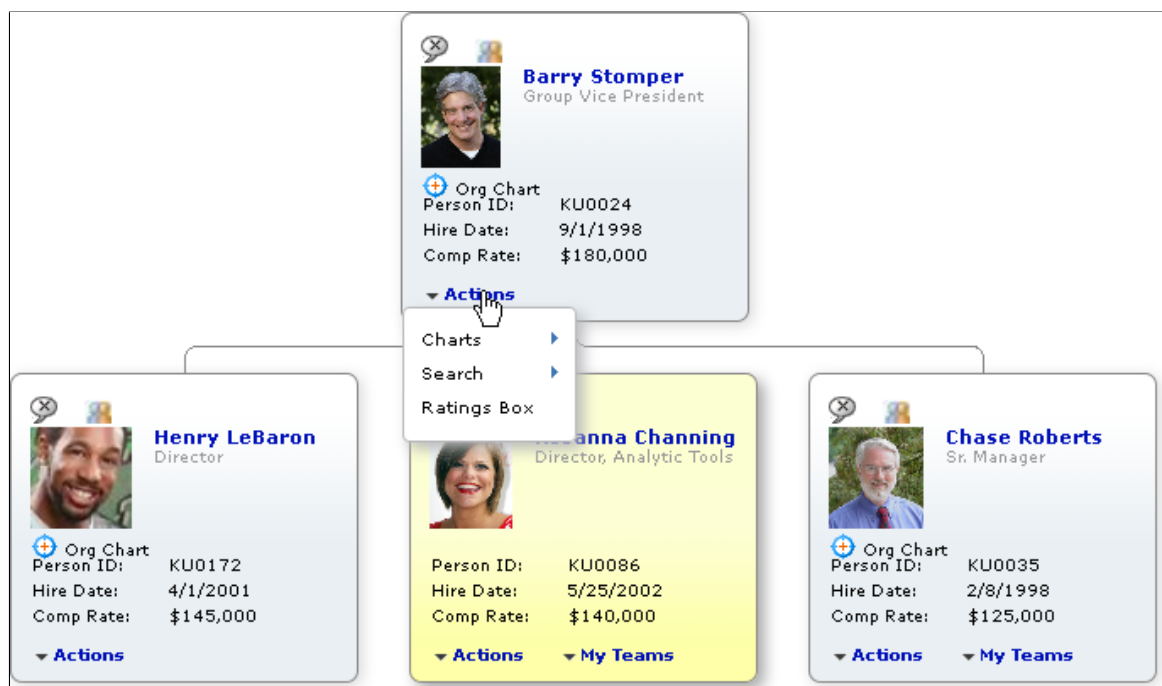 Barry Stomper
Group Vice President
Org Chart
Person ID: KU0024
Hire Date: 9/1/1998
Comp Rate: $180,000
Actions
Charts
Search
Ratings Box
Henry LeBaron
Director
Org Chart
Person ID: KU0172
Hire Date: 4/1/2001
Comp Rate: $145,000
Actions
Channing
Director, Analytic Tools
Person ID: KU0086
Hire Date: 5/25/2002
Comp Rate: $140,000
Actions My Teams
Chase Roberts
Sr. Manager
Org Chart
Person ID: KU0035
Hire Date: 2/8/1998
Comp Rate: $125,000
Actions My Teams